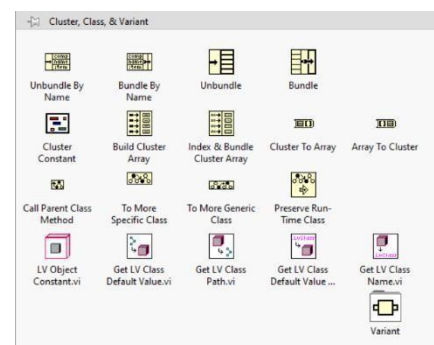 Cluster, Class, & Variant
Unbundle By Name
Bundle By Name
Unbundle
Bundle
Cluster Constant
Build Cluster Array
Index & Bundle Cluster Array
Cluster To Array
Array To Cluster
Call Parent Class Method
To More Specific Class
To More Generic Class
Preserve Run-Time Class
LV Object Constant.vi
Get LV Class Default Value.vi
Get LV Class Path.vi
Get LV Class Default Value ...
Get LV Class Name.vi
Variant